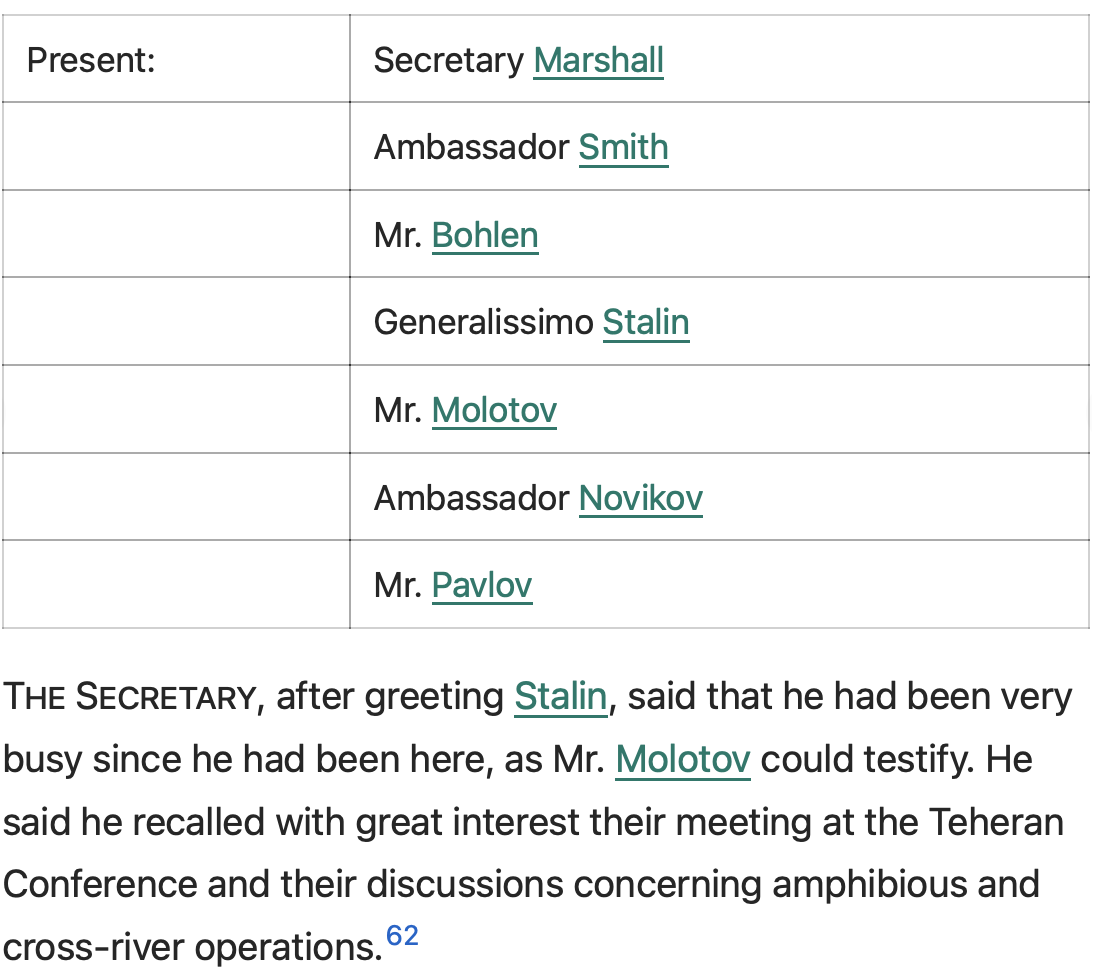 Present: Secretary Marshall
Ambassador Smith
Mr. Bohlen
Generalissimo Stalin
Mr. Molotov
Ambassador Novikov
Mr. Pavlov
THE SECRETARY, after greeting Stalin, said that he had been very
busy since he had been here, as Mr. Molotov could testify. He
said he recalled with great interest their meeting at the Teheran
Conference and their discussions concerning amphibious and
cross-river operations.62